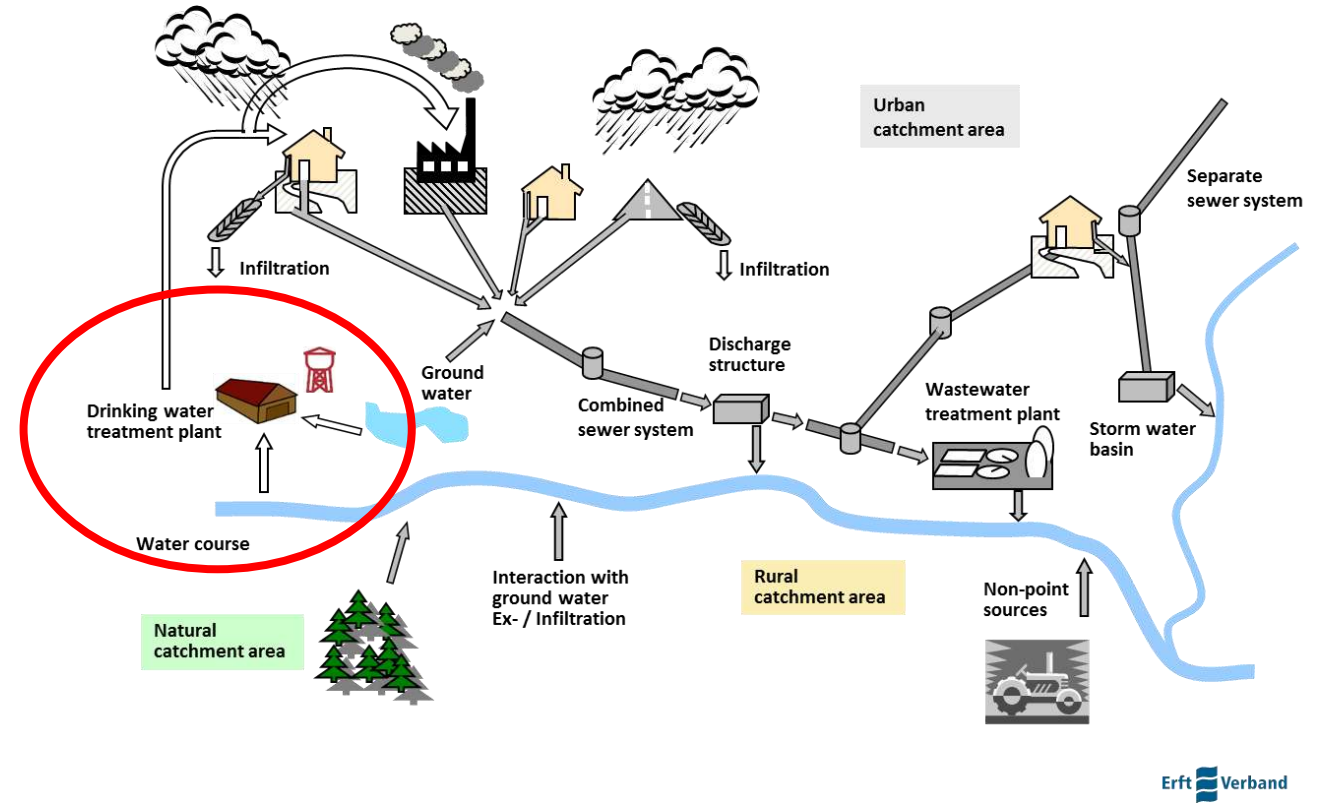 Urban
catchment area
Separate
sewer system
Infiltration
Infiltration
Ground
water
Discharge
structure
Drinking water
treatment plant
Combined
sewer system
Wastewater
treatment plant
Storm water
basin
Water course
Interaction with
ground water
Ex- / Infiltration
Rural
catchment area
Non-point
sources
Natural
catchment area
Erft Verband